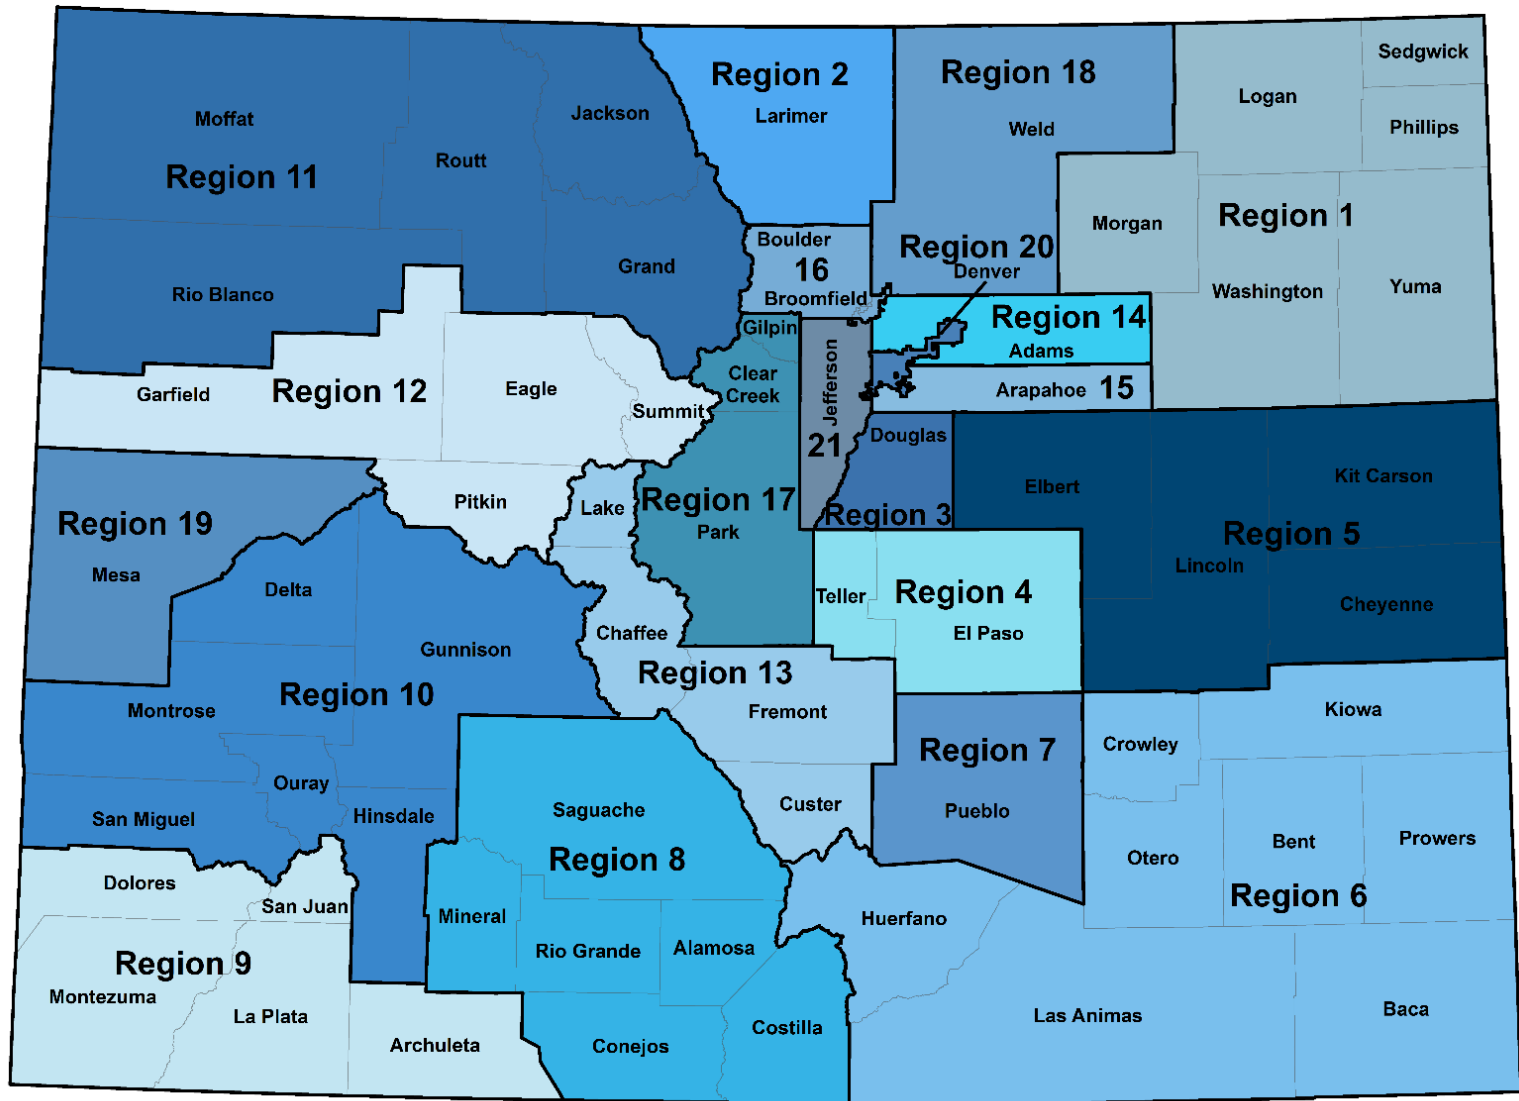 Sedgwick
Region 2
Region 18
Logan
Jackson
Larimer
Moffat
Weld
Phillips
Routt
Region 11
Region 1
Morgan
Boulder
Region 20
16
Denver
Grand
Rio Blanco
Broomfield
Washington
Yuma
Region 14
Gilpin
Adams
Clear
Creek
Jefferson
Garfield
Region 12
Eagle
Arapahoe 15
Summit
Douglas
21
Kit Carson
Elbert
Pitkin
Lake
Region 17
Region 3
Region 19
Park
Region 5
Lincoln
Mesa
Delta
Teller
Region 4
Cheyenne
Chaffee
El Paso
Gunnison
Region 13
Region 10
Montrose
Fremont
Kiowa
Region 7
Crowley
Ouray
San Miguel
Hinsdale
Saguache
Custer
Pueblo
Bent
Prowers
Region 8
Otero
Dolores
San Juan
Region 6
Mineral
Huerfano
Rio Grande
Alamosa
Region 9
Montezuma
La Plata
Las Animas
Baca
Costilla
Archuleta
Conejos